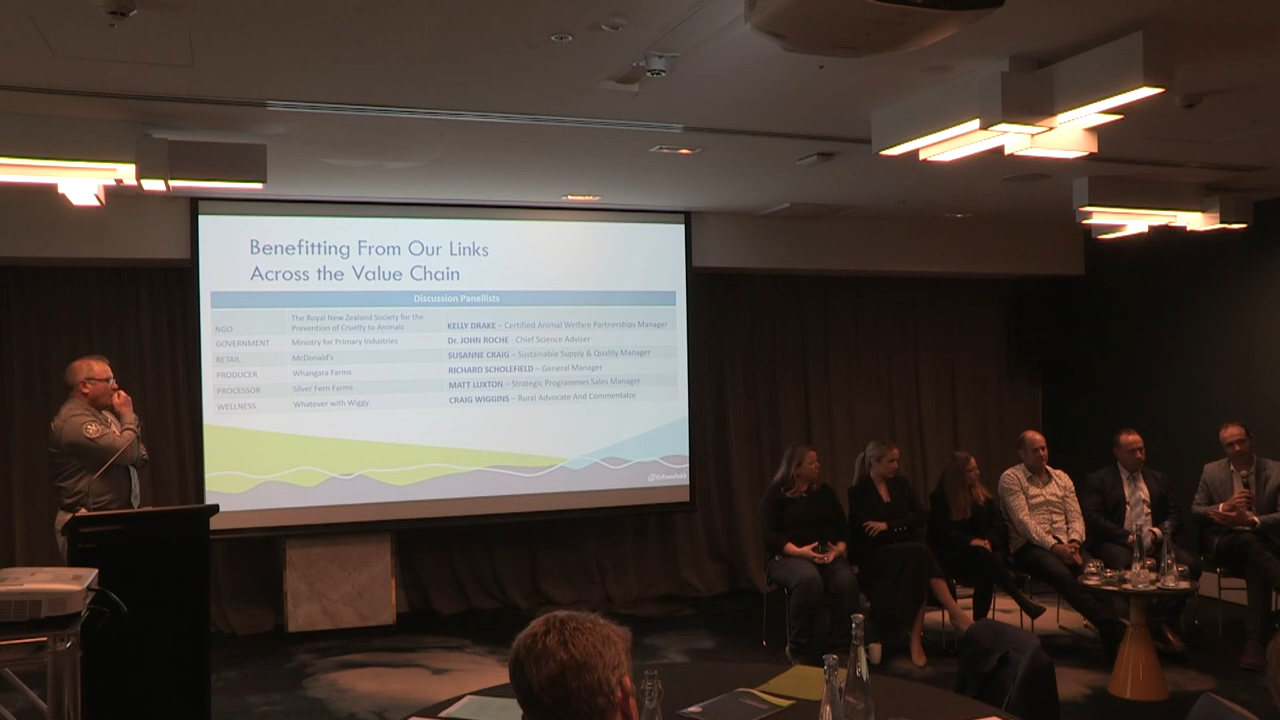 Benefitting From Our Links
Across the Value Chain
Discussion Panellists
NGO The Royal New Zealand Society for the Prevention of Cruelty to Animals KELLY DRAKE – Certified Animal Welfare Partnerships Manager
GOVERNMENT Ministry for Primary Industries Dr. JOHN ROCHE - Chief Science Adviser
RETAIL McDonald's SUSANNE CRAIG – Sustainable Supply & Quality Manager
PRODUCER Whangara Farms RICHARD SCHOLEFIELD – General Manager
PROCESSOR Silver Fern Farms MATT LUXTON – Strategic Programmes Sales Manager
WELLNESS Whatever with Wiggy CRAIG WIGGINS – Rural Advocate And Commentator